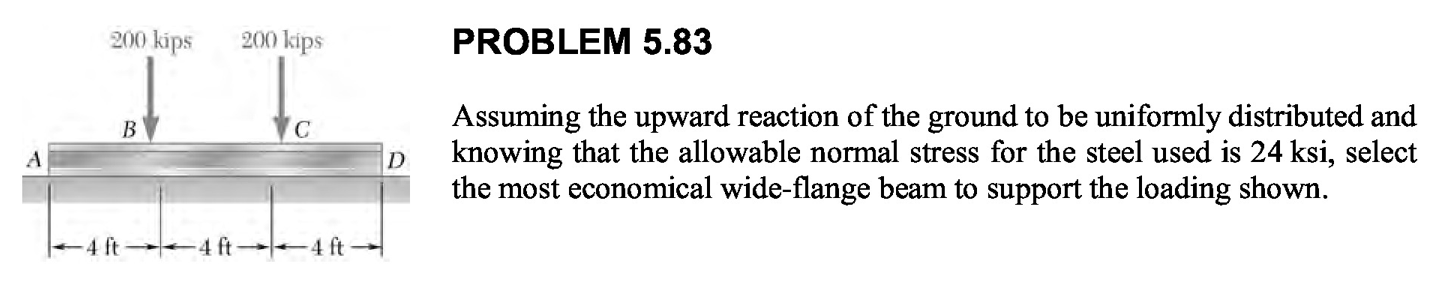 200 kips 200 kips
PROBLEM 5.83
Assuming the upward reaction of the ground to be uniformly distributed and
knowing that the allowable normal stress for the steel used is 24 ksi, select
the most economical wide-flange beam to support the loading shown.
B C
A D
4 ft 4 ft 4 ft